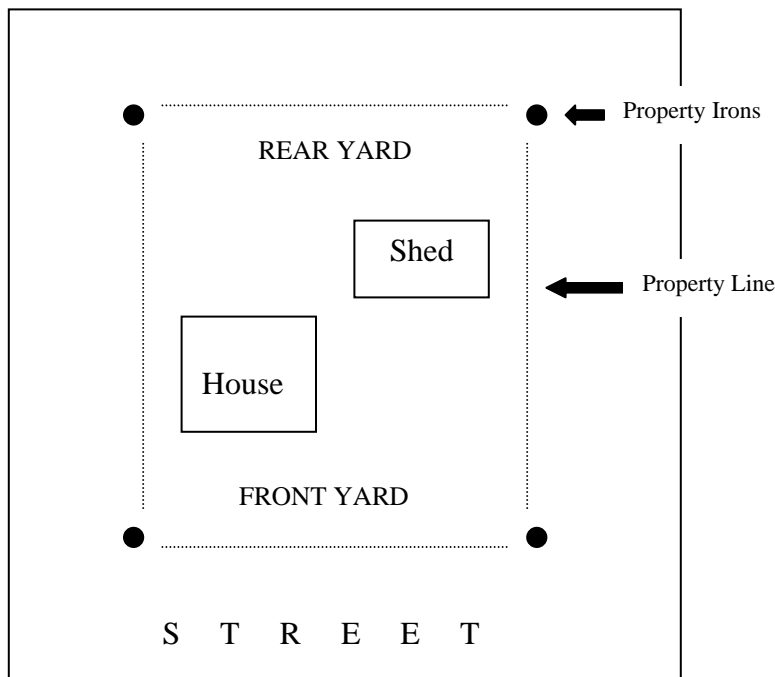 Property Irons
REAR YARD
Shed
Property Line
House
FRONT YARD
S T R E E T